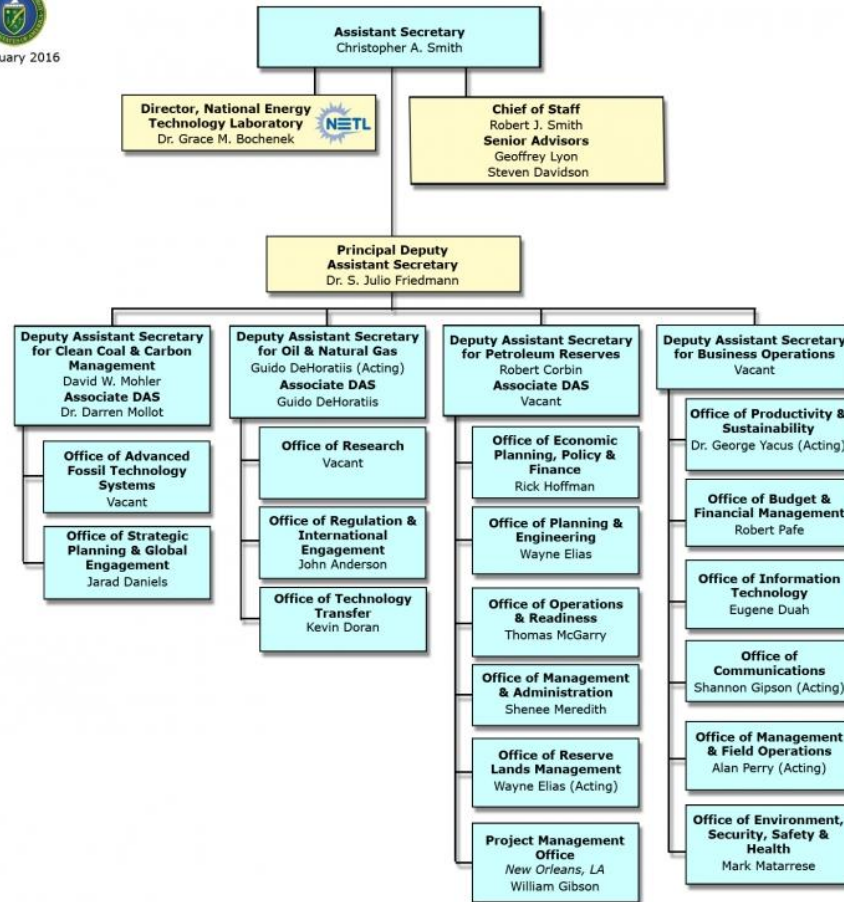 uary 2016
Assistant Secretary
Christopher A. Smith
Director, National Energy
Technology Laboratory
Dr. Grace M. Bochenek
NETL
Chief of Staff
Robert J. Smith
Senior Advisors
Geoffrey Lyon
Steven Davidson
Principal Deputy
Assistant Secretary
Dr. S. Julio Friedmann
Deputy Assistant Secretary
for Clean Coal & Carbon
Management
David W. Mohler
Associate DAS
Dr. Darren Mollot
Office of Advanced
Fossil Technology
Systems
Vacant
Office of Strategic
Planning & Global
Engagement
Jarad Daniels
Deputy Assistant Secretary
for Oil & Natural Gas
Guido DeHoratiis (Acting)
Associate DAS
Guido DeHoratiis
Office of Research
Vacant
Office of Regulation &
International
Engagement
John Anderson
Office of Technology
Transfer
Kevin Doran
Deputy Assistant Secretary
for Petroleum Reserves
Robert Corbin
Associate DAS
Vacant
Office of Economic
Planning, Policy &
Finance
Rick Hoffman
Office of Planning &
Engineering
Wayne Elias
Office of Operations
& Readiness
Thomas McGarry
Office of Management
& Administration
Shenee Meredith
Office of Reserve
Lands Management
Wayne Elias (Acting)
Project Management
Office
New Orleans, LA
William Gibson
Deputy Assistant Secretary
for Business Operations
Vacant
Office of Productivity &
Sustainability
Dr. George Yacus (Acting)
Office of Budget &
Financial Management
Robert Pafe
Office of Information
Technology
Eugene Duah
Office of
Communications
Shannon Gipson (Acting)
Office of Management
& Field Operations
Alan Perry (Acting)
Office of Environment,
Security, Safety &
Health
Mark Matarrese